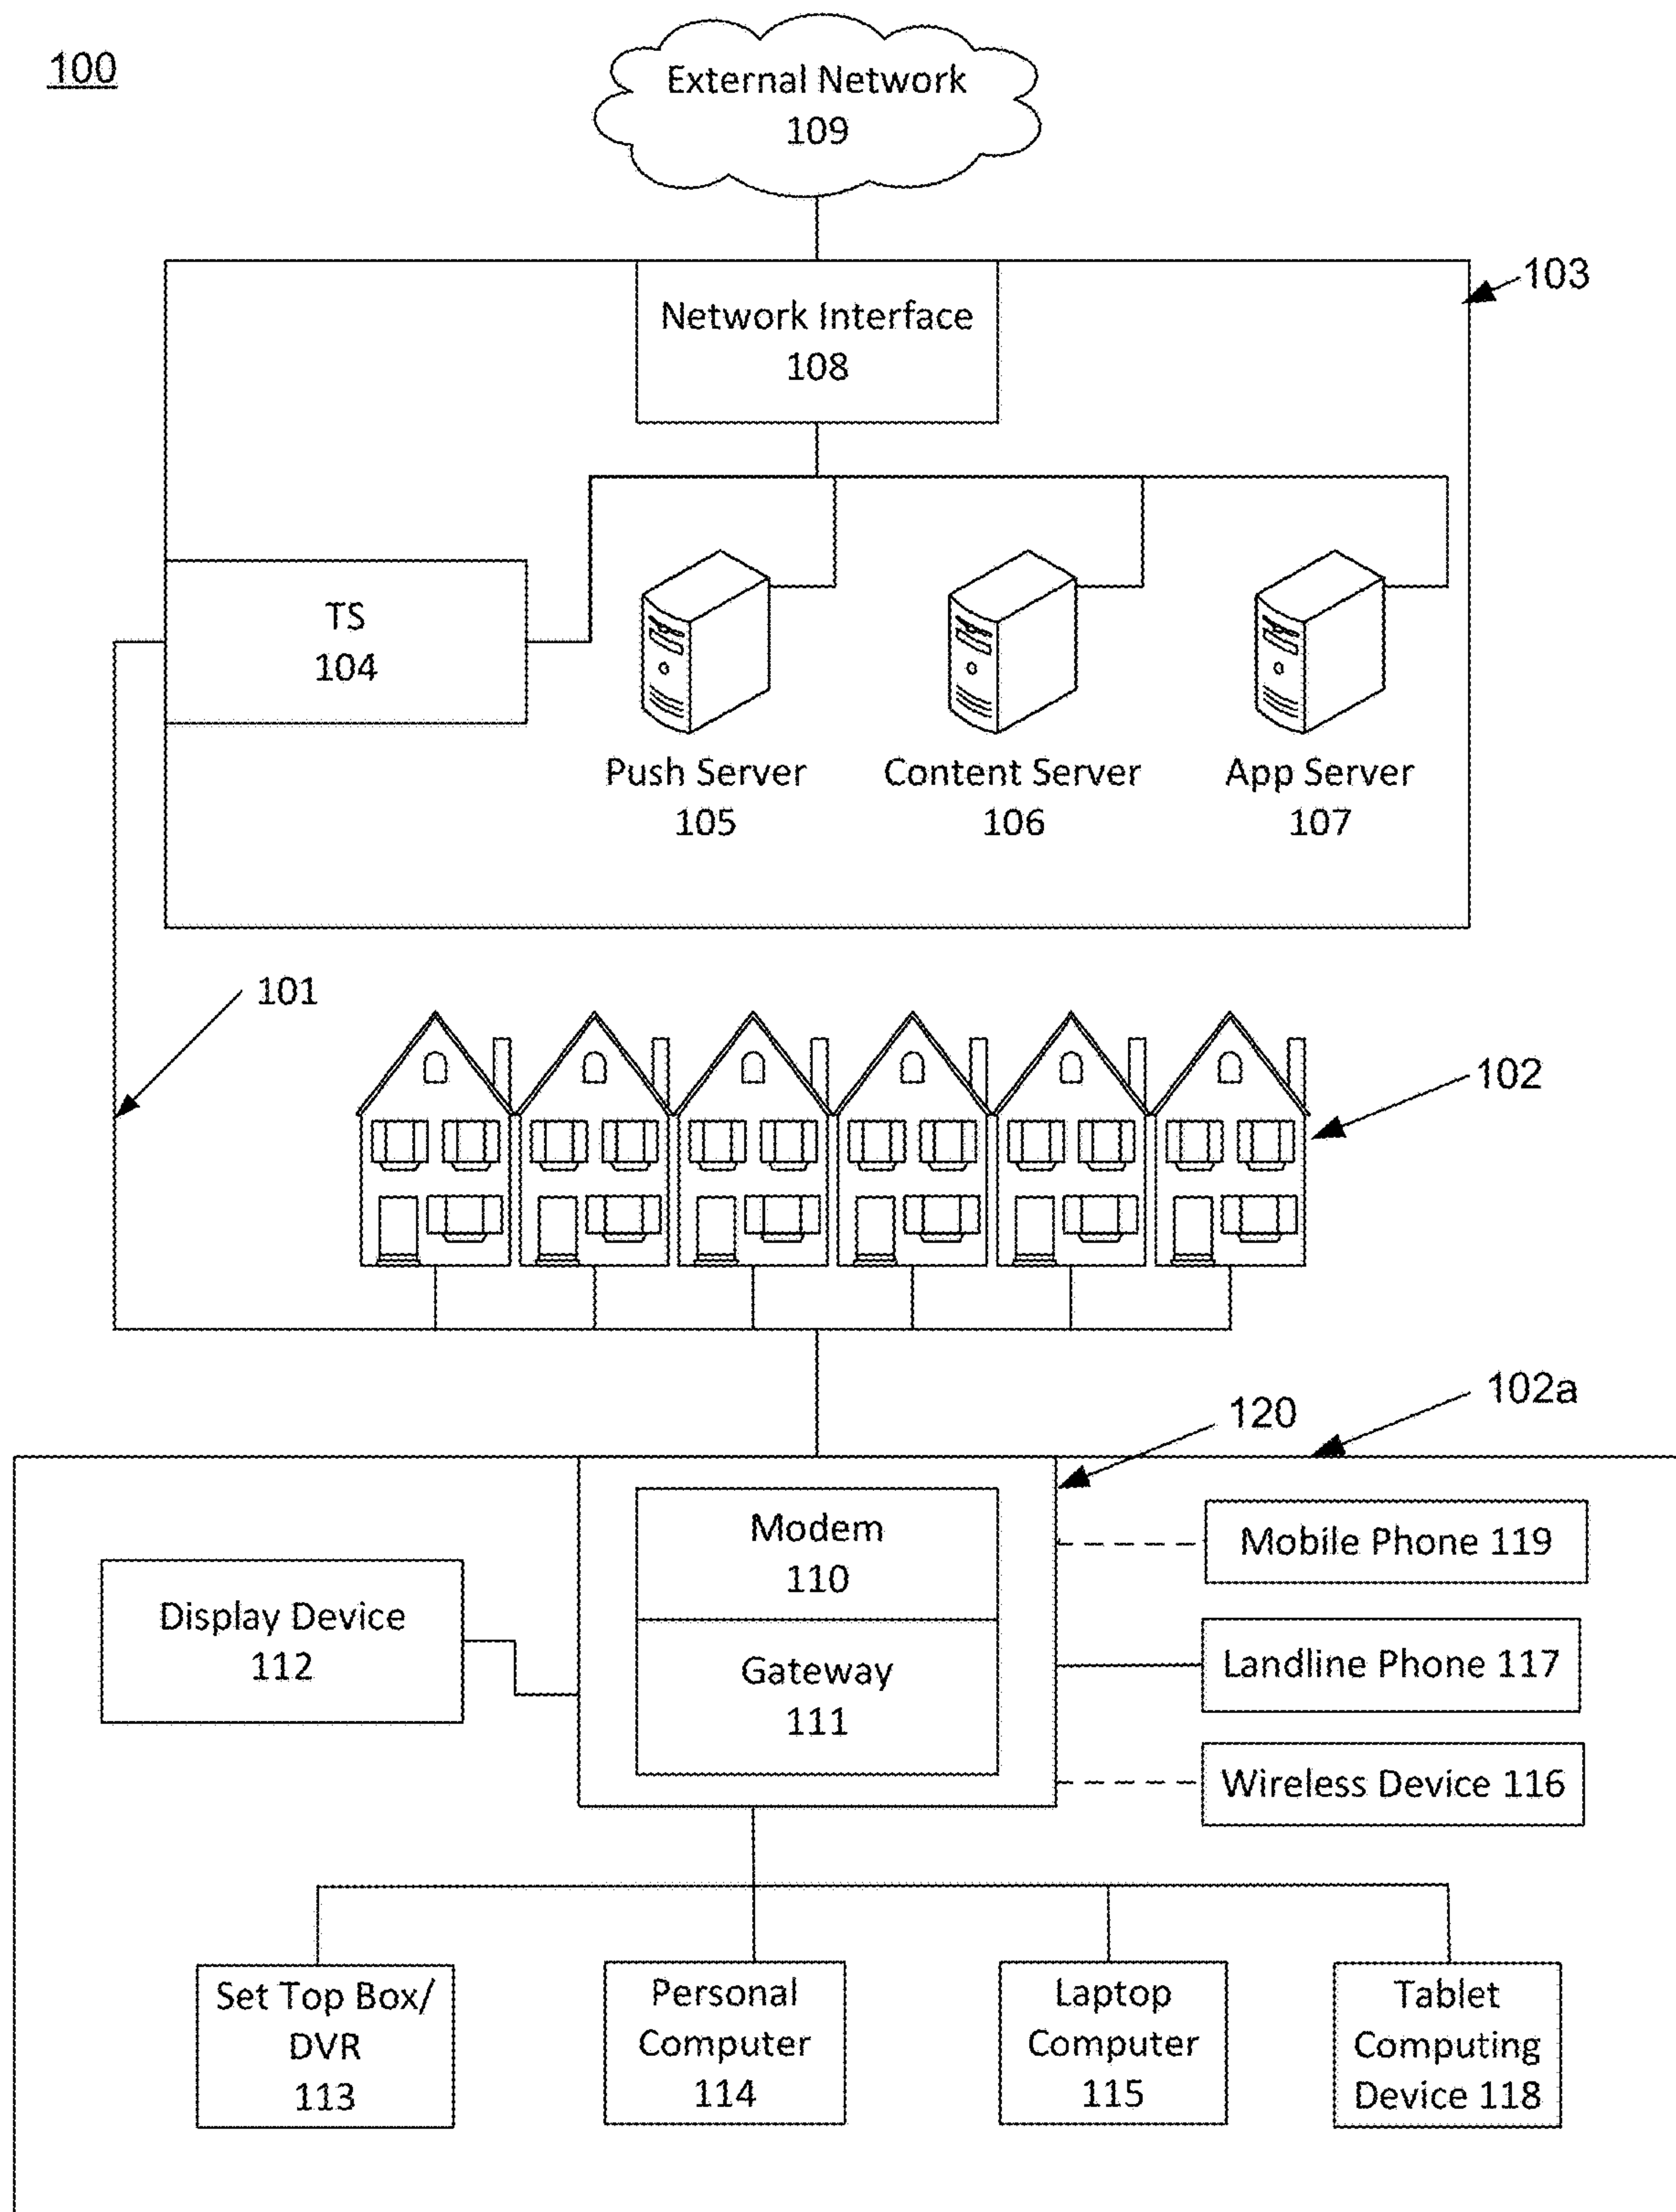 100
External Network
109
103
Network Interface
108
TS
104
Push Server
105
Content Server
106
App Server
107
101
102
102a
120
Modem
110
Mobile Phone 119
Display Device
112
Gateway
111
Landline Phone 117
Wireless Device 116
Set Top Box/
DVR
113
Personal
Computer
114
Laptop
Computer
115
Tablet
Computing
Device 118